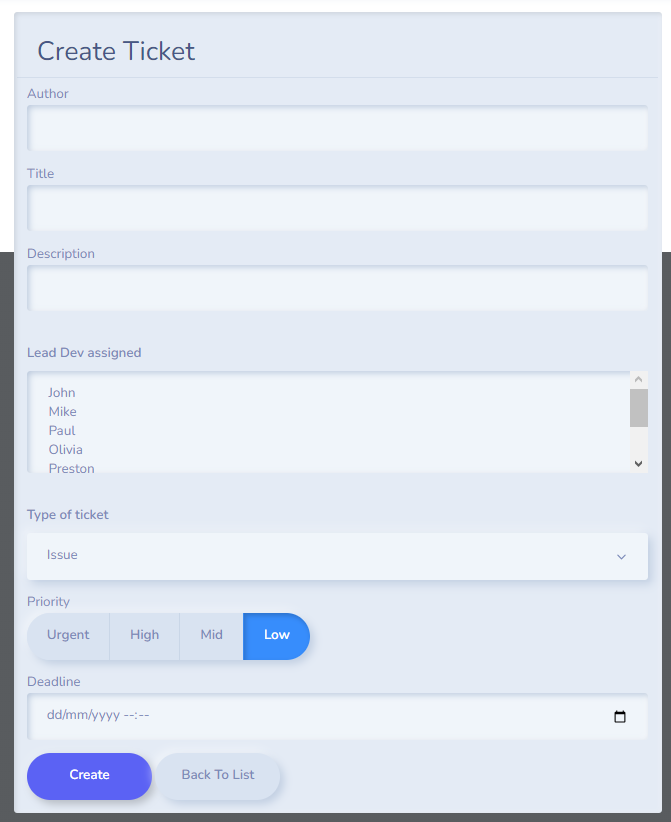 Create Ticket
Author
Title
Description
Lead Dev assigned
John
Mike
Paul
Olivia
Preston
Type of ticket
Issue
Priority
Urgent High Mid Low
Deadline
dd/mm/yyyy --:--
Create Back To List